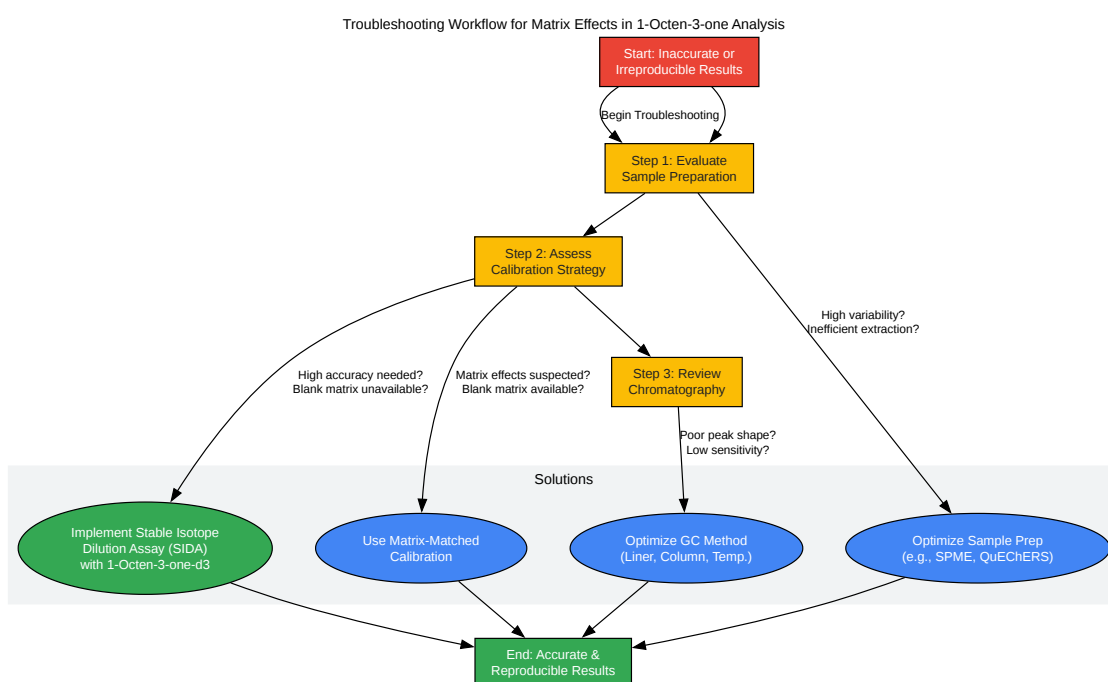 Troubleshooting Workflow for Matrix Effects in 1-Octen-3-one Analysis
Start: Inaccurate or
Irreproducible Results
Begin Troubleshooting
Step 1: Evaluate
Sample Preparation
Step 2: Assess
Calibration Strategy
High variability?
Inefficient extraction?
High accuracy needed?
Blank matrix unavailable?
Matrix effects suspected?
Blank matrix available?
Step 3: Review
Chromatography
Poor peak shape?
Low sensitivity?
Solutions
Implement Stable Isotope
Dilution Assay (SIDA)
with 1-Octen-3-one-d3
Use Matrix-Matched
Calibration
Optimize GC Method
(Liner, Column, Temp.)
Optimize Sample Prep
(e.g., SPME, QuEChERS)
End: Accurate &
Reproducible Results